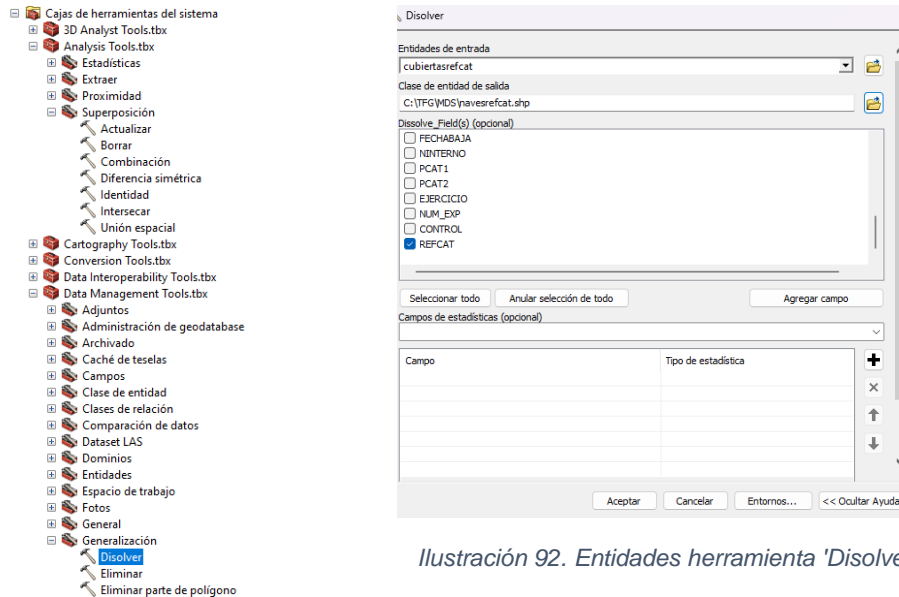 Cajas de herramientas del sistema
3D Analyst Tools.tbx
Analysis Tools.tbx
Estadísticas
Extraer
Proximidad
Superposición
Actualizar
Borrar
Combinación
Diferencia simétrica
Identidad
Intersecar
Unión espacial
Cartography Tools.tbx
Conversion Tools.tbx
Data Interoperability Tools.tbx
Data Management Tools.tbx
Adjuntos
Administración de geodatabase
Archivado
Caché de teselas
Campos
Clase de entidad
Clases de relación
Comparación de datos
Dataset LAS
Dominios
Entidades
Espacio de trabajo
Fotos
General
Generalización
Disolver
Eliminar
Eliminar parte de polígono
Disolver
Entidades de entrada
cubiertasrefcat
Clase de entidad de salida
C:\TFG\MDS\navesrefcat.shp
Dissolve_Field(s) (opcional)
FECHABAJA
NINTERNO
PCAT1
PCAT2
EJERCICIO
NUM_EXP
CONTROL
REFCAT
Seleccionar todo Anular selección de todo Agregar campo
Campos de estadísticas (opcional)
Campo Tipo de estadística
Aceptar Cancelar Entornos... << Ocultar Ayuda
Ilustración 92. Entidades herramienta 'Disolve